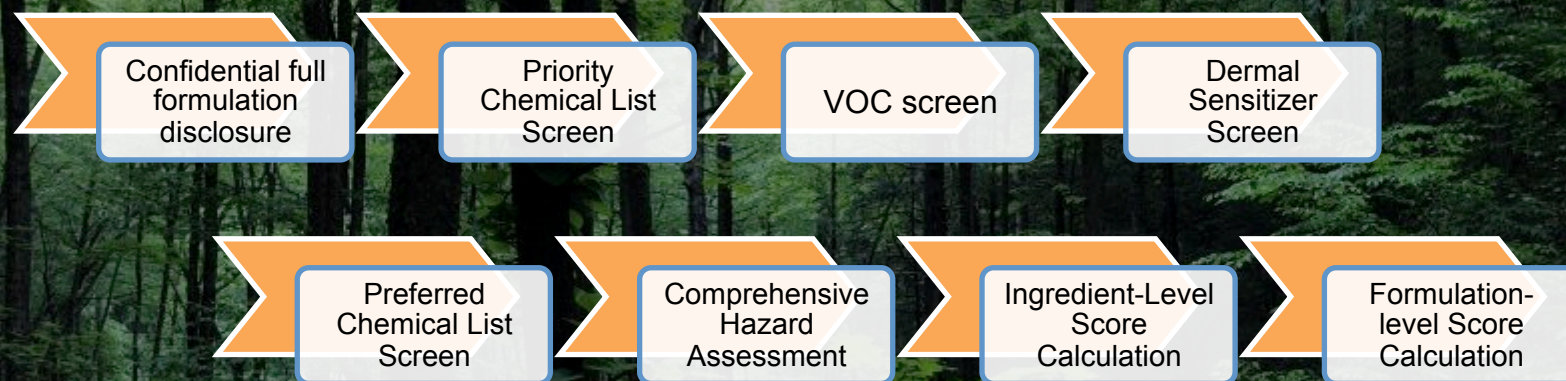 Confidential full
formulation
disclosure
Priority
Chemical List
Screen
VOC screen
Dermal
Sensitizer
Screen
Preferred
Chemical List
Screen
Comprehensive
Hazard
Assessment
Ingredient-Level
Score
Calculation
Formulation-
level Score
Calculation